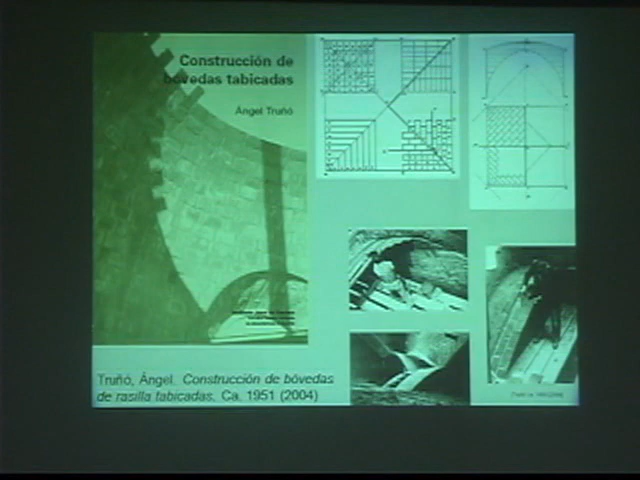 Construcción de
bóvedas tabicadas
Ángel Truñó
Truñó, Ángel. Construcción de bóvedas
de rasilla tabicadas. Ca. 1951 (2004)